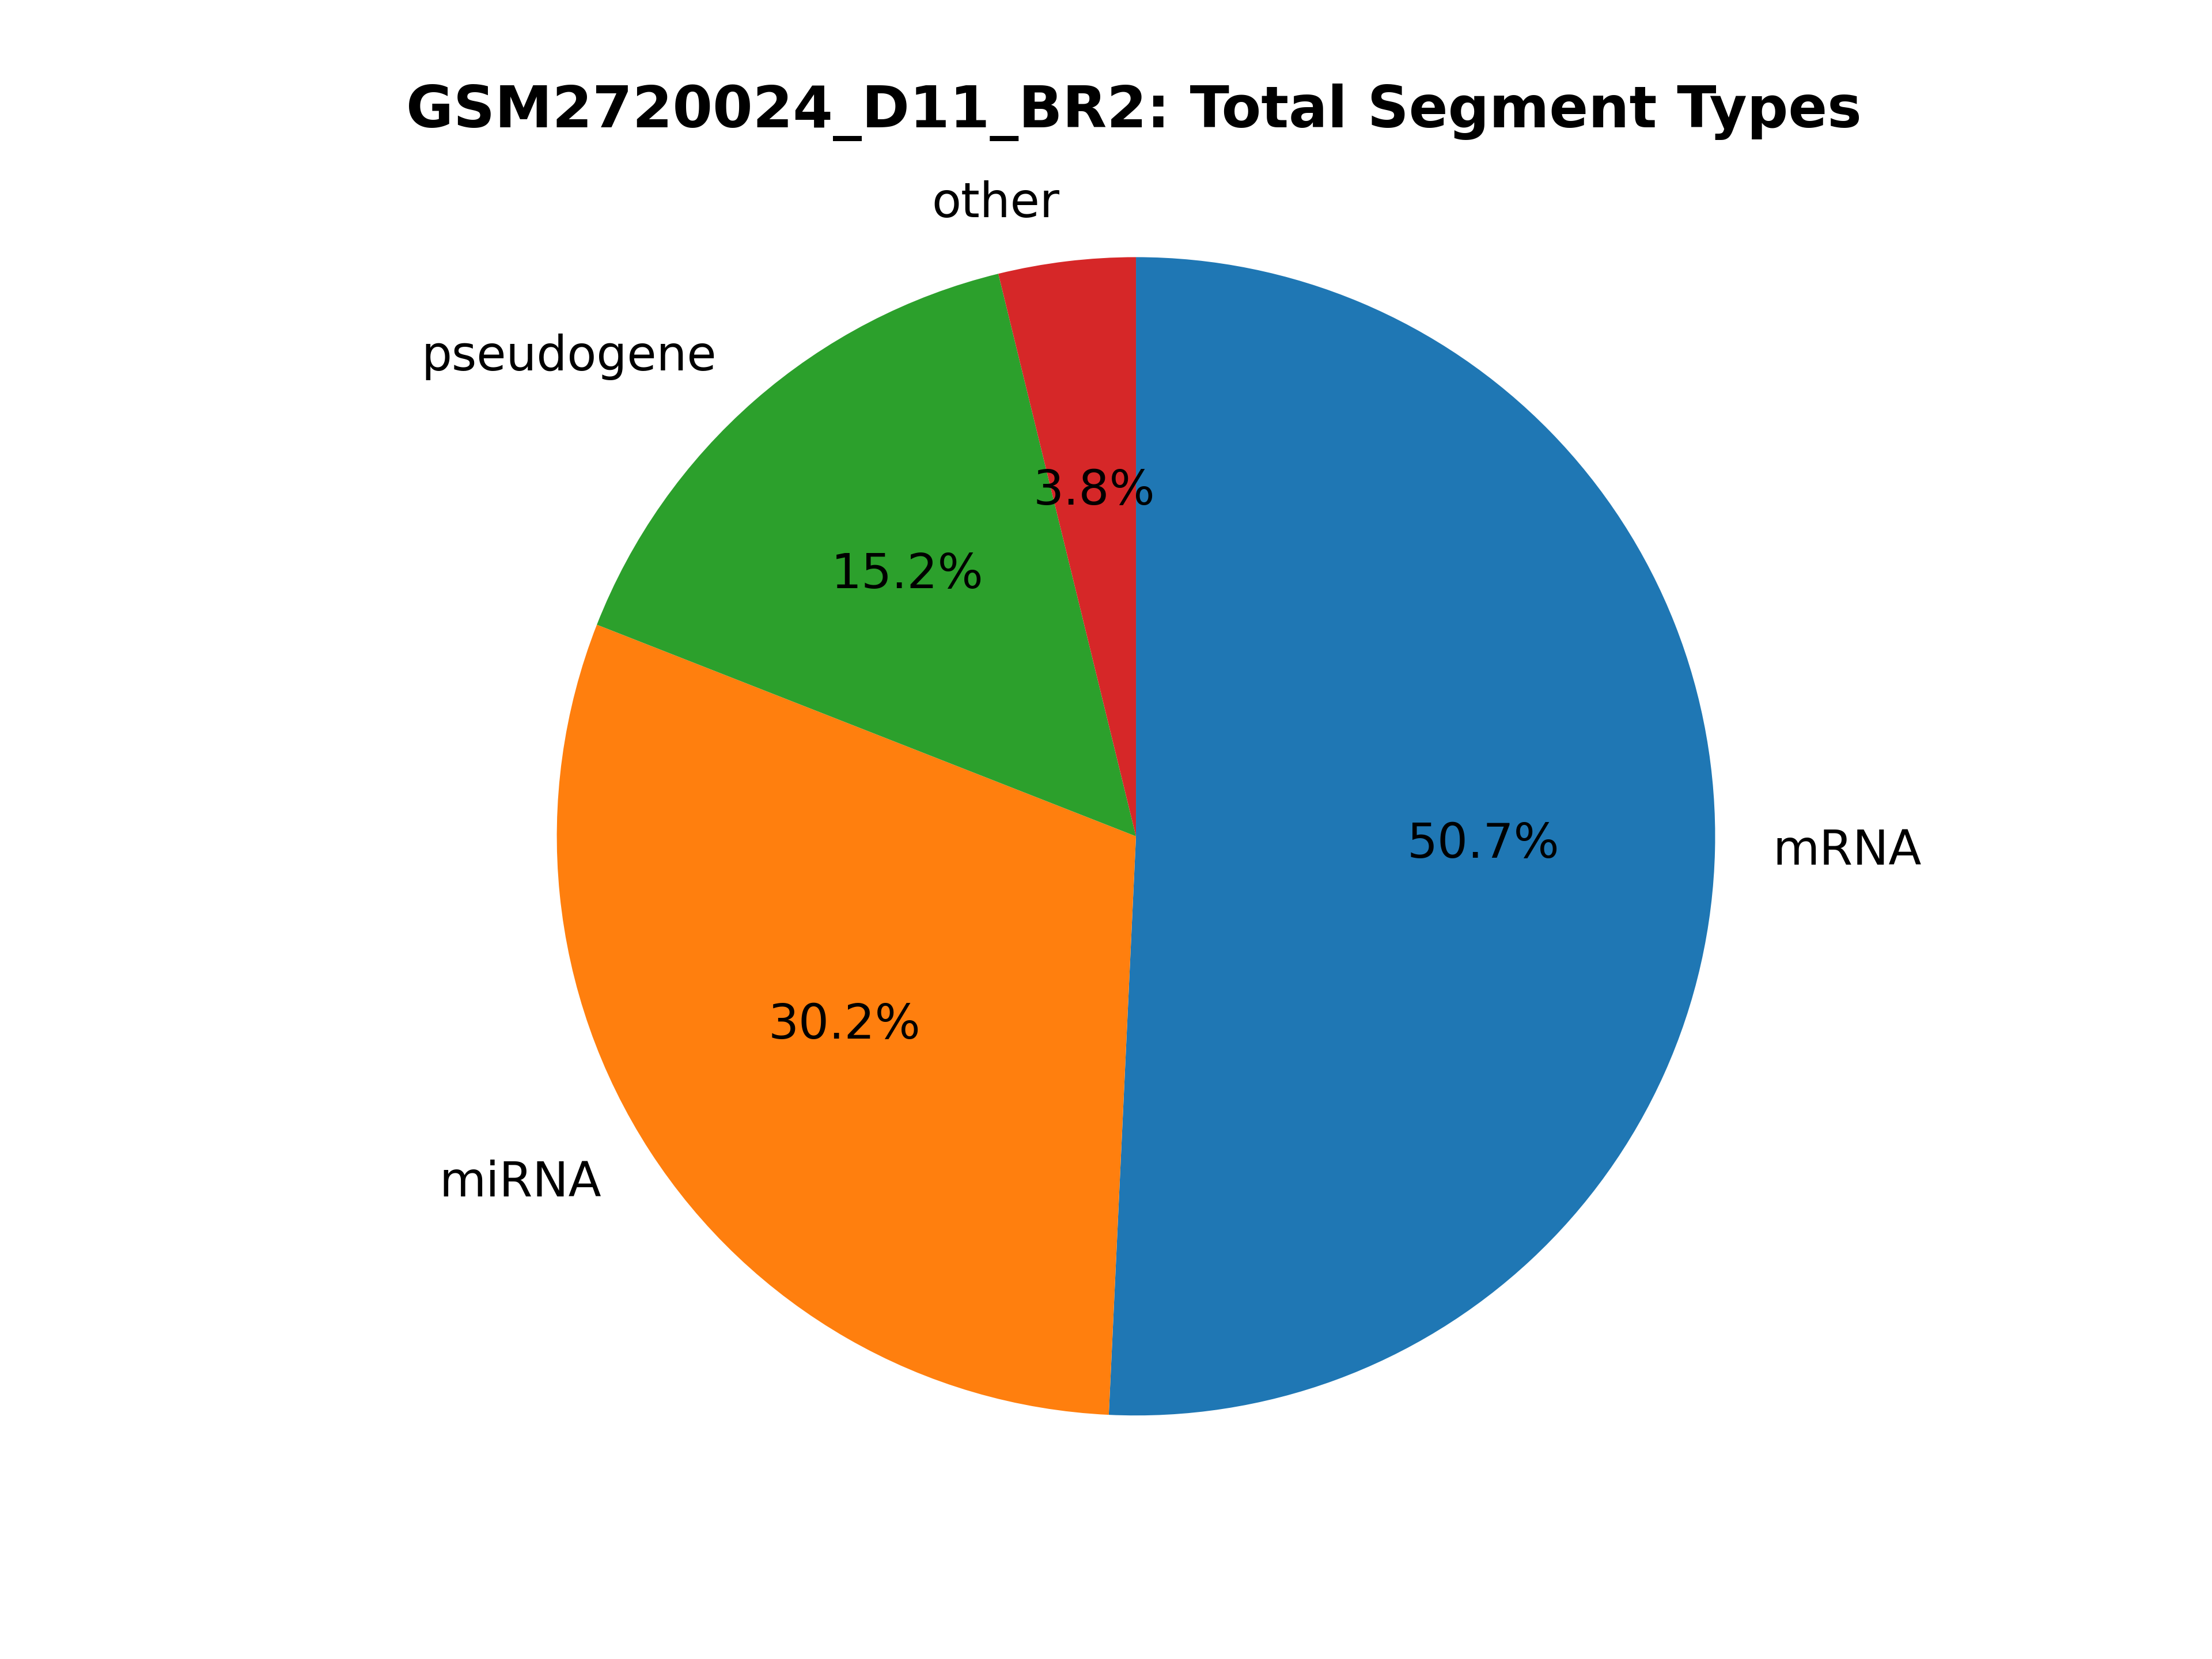 GSM2720024_D11_BR2: Total Segment Types
other
pseudogene
3.8%
15.2%
50.7%
mRNA
30.2%
miRNA